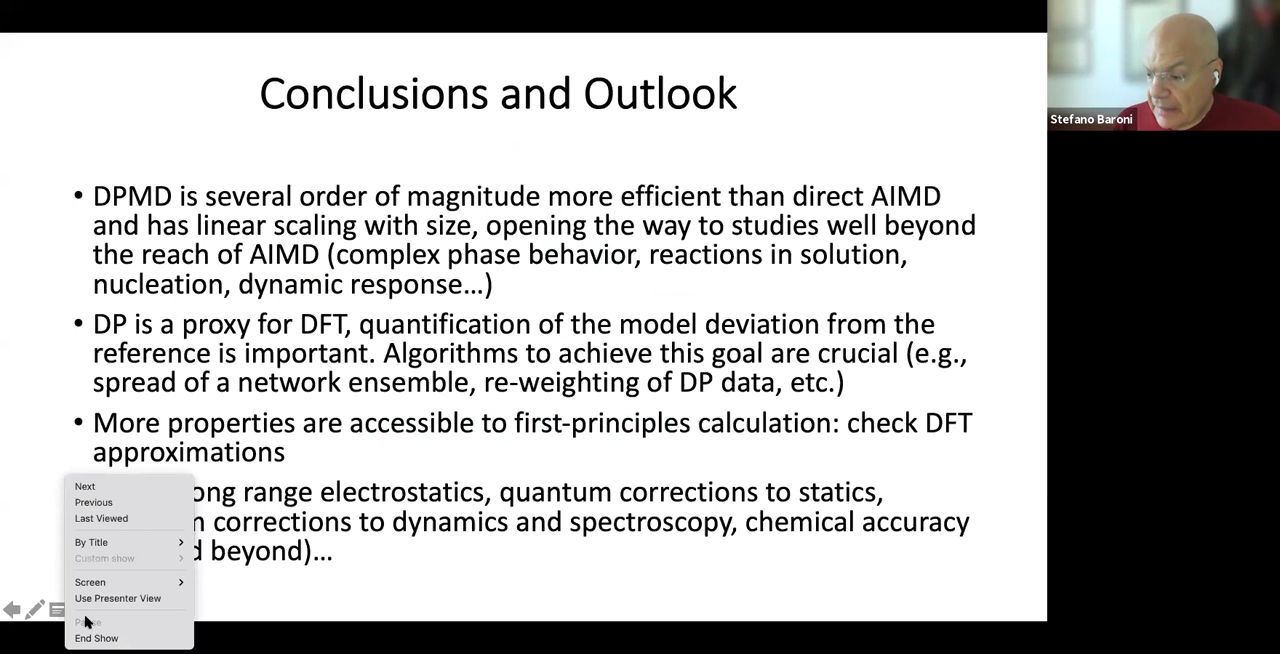 Conclusions and Outlook
Stefano Baroni
• DPMD is several order of magnitude more efficient than direct AIMD
and has linear scaling with size, opening the way to studies well beyond
the reach of AIMD (complex phase behavior, reactions in solution,
nucleation, dynamic response…)
• DP is a proxy for DFT, quantification of the model deviation from the
reference is important. Algorithms to achieve this goal are crucial (e.g.,
spread of a network ensemble, re-weighting of DP data, etc.)
• More properties are accessible to first-principles calculation: check DFT
approximations
range electrostatics, quantum corrections to statics,
corrections to dynamics and spectroscopy, chemical accuracy
beyond)…
Next
Previous
Last Viewed
By Title
Custom show
Screen
Use Presenter View
End Show